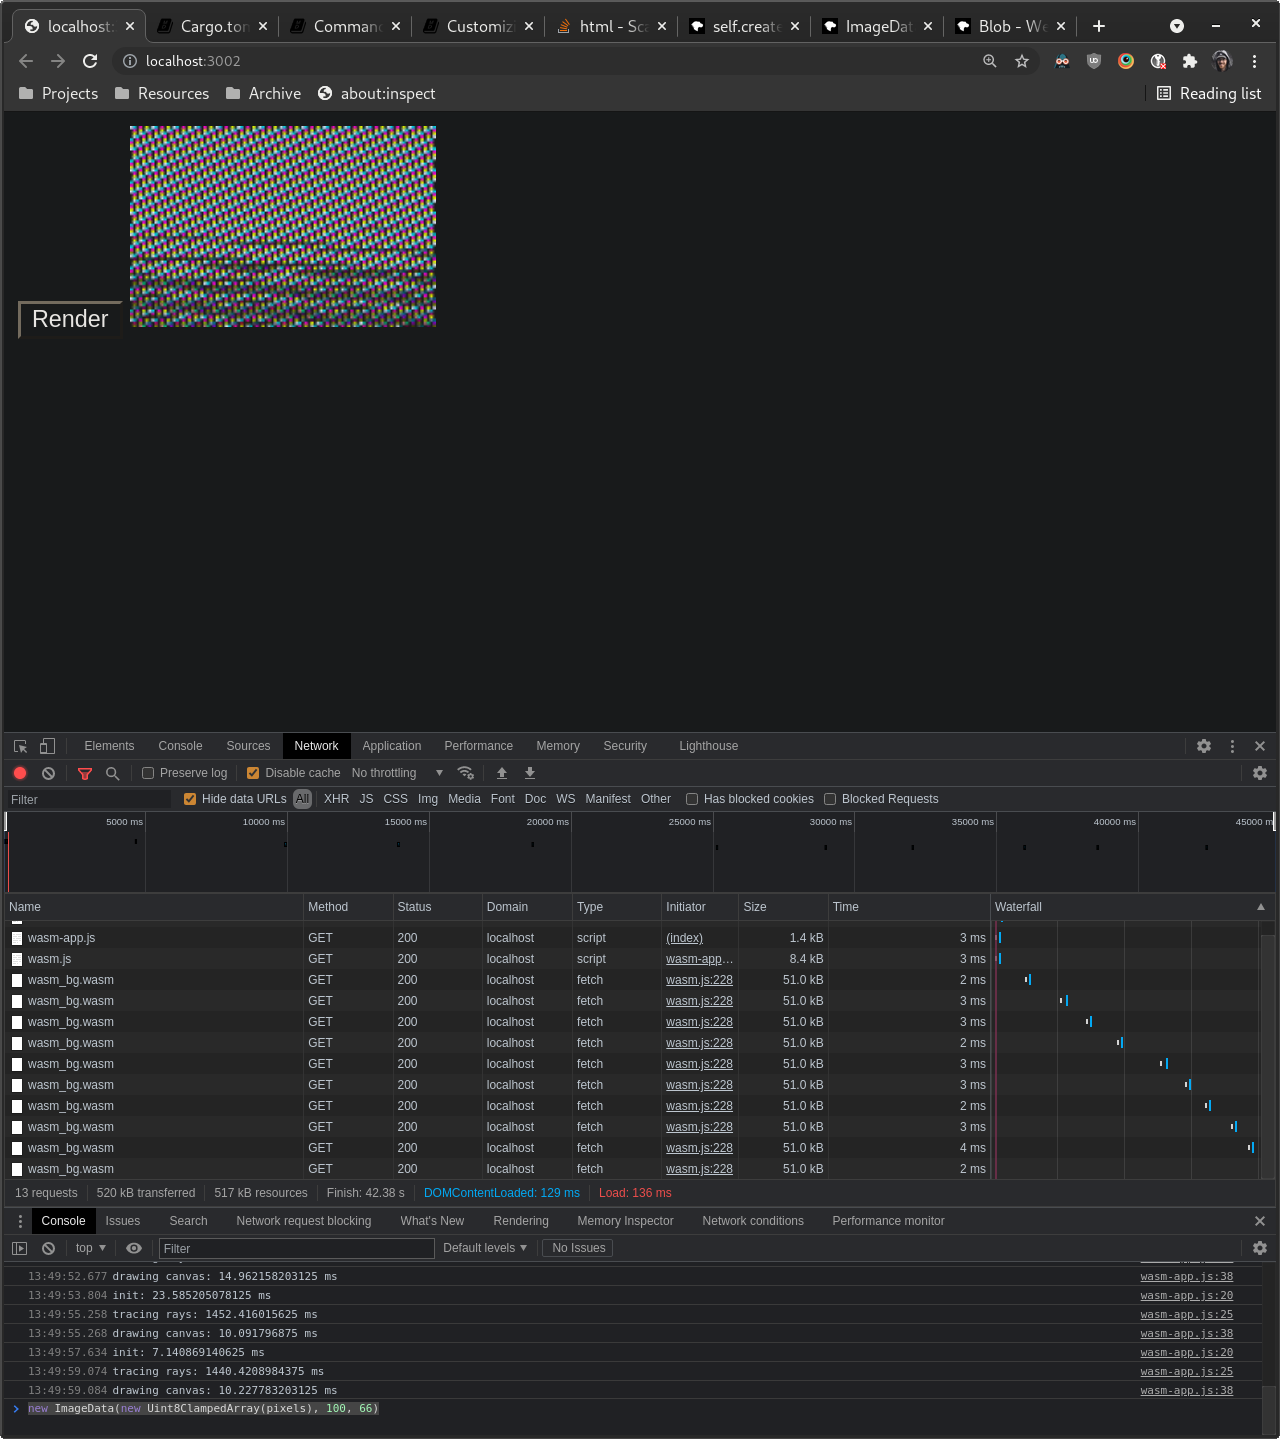 localhost: Cargo.ton Comman Customizi html - Sca self.create ImageDat Blob - We
localhost:3002
Projects Resources Archive about:inspect Reading list
Render
Elements Console Sources Network Application Performance Memory Security Lighthouse
Preserve log Disable cache No throttling
Filter Hide data URLs All XHR JS CSS Img Media Font Doc WS Manifest Other Has blocked cookies Blocked Requests
5000 ms 10000 ms 15000 ms 20000 ms 25000 ms 30000 ms 35000 ms 40000 ms 45000 m
Name Method Status Domain Type Initiator Size Time Waterfall
wasm-app.js GET 200 localhost script (index) 1.4 kB 3 ms
wasm.js GET 200 localhost script wasm-app… 8.4 kB 3 ms
wasm_bg.wasm GET 200 localhost fetch wasm.js:228 51.0 kB 2 ms
wasm_bg.wasm GET 200 localhost fetch wasm.js:228 51.0 kB 3 ms
wasm_bg.wasm GET 200 localhost fetch wasm.js:228 51.0 kB 3 ms
wasm_bg.wasm GET 200 localhost fetch wasm.js:228 51.0 kB 2 ms
wasm_bg.wasm GET 200 localhost fetch wasm.js:228 51.0 kB 3 ms
wasm_bg.wasm GET 200 localhost fetch wasm.js:228 51.0 kB 3 ms
wasm_bg.wasm GET 200 localhost fetch wasm.js:228 51.0 kB 2 ms
wasm_bg.wasm GET 200 localhost fetch wasm.js:228 51.0 kB 3 ms
wasm_bg.wasm GET 200 localhost fetch wasm.js:228 51.0 kB 4 ms
wasm_bg.wasm GET 200 localhost fetch wasm.js:228 51.0 kB 2 ms
13 requests 520 kB transferred 517 kB resources Finish: 42.38 s DOMContentLoaded: 129 ms Load: 136 ms
Console Issues Search Network request blocking What's New Rendering Memory Inspector Network conditions Performance monitor
top Filter Default levels No Issues
13:49:52.677 drawing canvas: 14.962158203125 ms wasm-app.js:38
13:49:53.804 init: 23.585205078125 ms wasm-app.js:20
13:49:55.258 tracing rays: 1452.416015625 ms wasm-app.js:25
13:49:55.268 drawing canvas: 10.091796875 ms wasm-app.js:38
13:49:57.634 init: 7.140869140625 ms wasm-app.js:20
13:49:59.074 tracing rays: 1440.4208984375 ms wasm-app.js:25
13:49:59.084 drawing canvas: 10.227783203125 ms wasm-app.js:38
new ImageData(new Uint8ClampedArray(pixels), 100, 66)